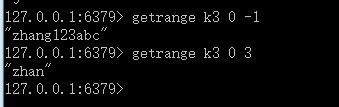 127.0.0.1:6379> getrange k3 0 -1
"zhang123abc"
127.0.0.1:6379> getrange k3 0 3
"zhan"
127.0.0.1:6379>